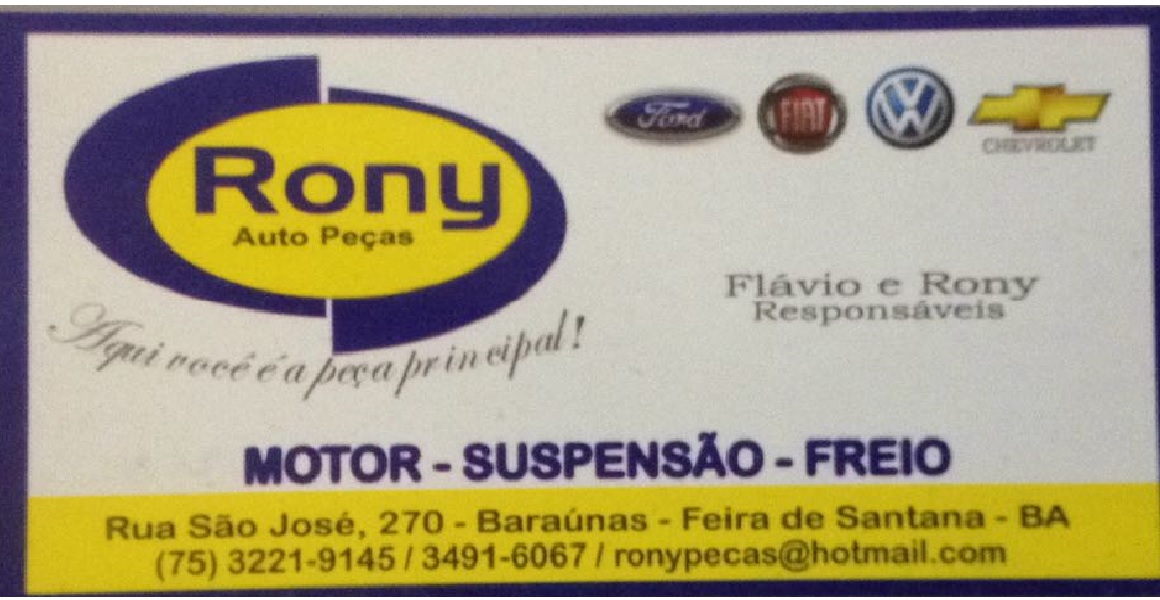 Rony
Auto Peças
Aqui você é a peça principal!
Ford
FIAT
VW
CHEVROLET
Flávio e Rony
Responsáveis
MOTOR - SUSPENSÃO - FREIO
Rua São José, 270 - Baraúnas - Feira de Santana - BA
(75) 3221-9145 / 3491-6067 / ronypecas@hotmail.com